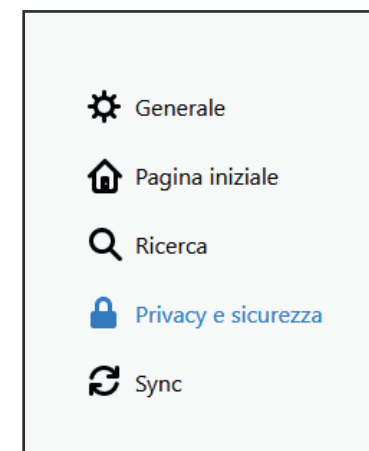 Generale
Pagina iniziale
Ricerca
Privacy e sicurezza
Sync